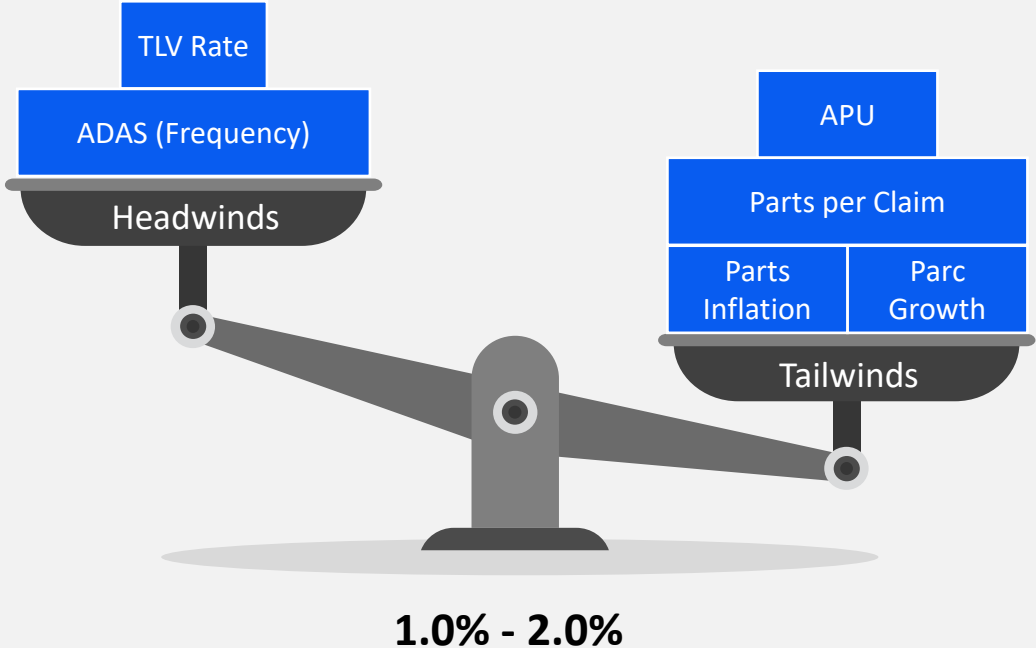 TLV Rate
ADAS (Frequency)
Headwinds
APU
Parts per Claim
Parts
Inflation
Parc
Growth
Tailwinds
1.0% - 2.0%